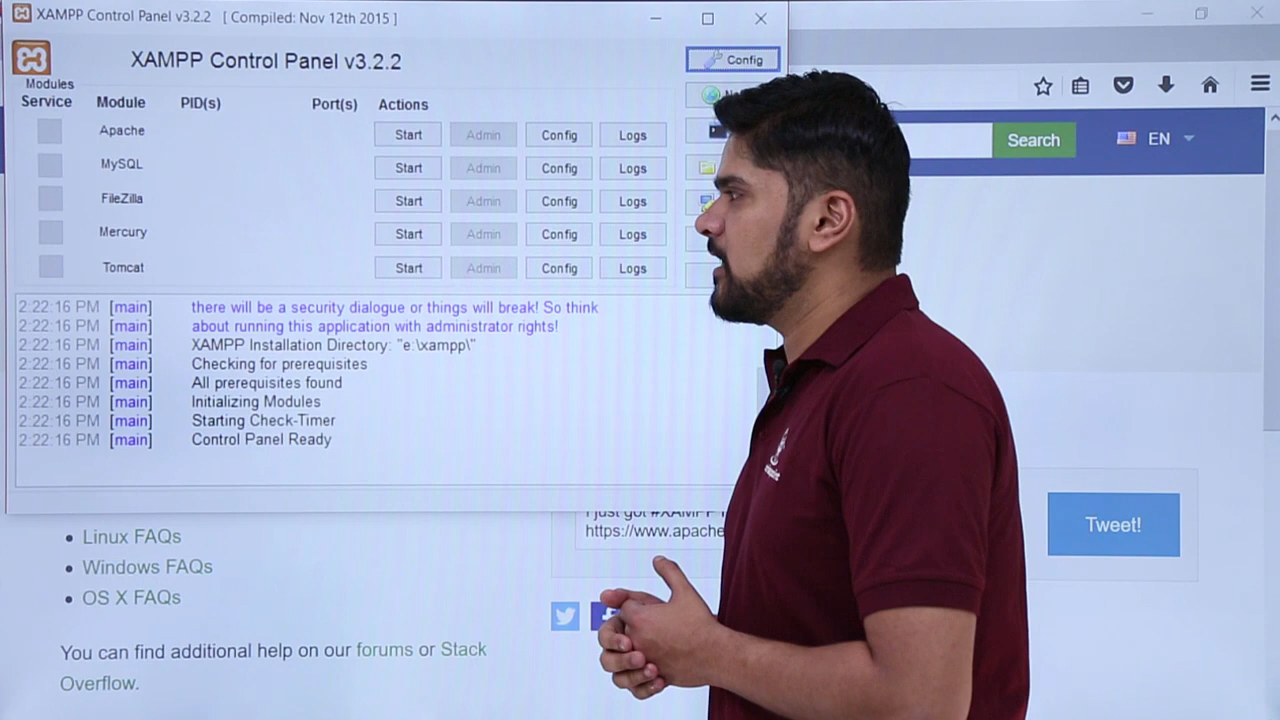 XAMPP Control Panel v3.2.2 [ Compiled: Nov 12th 2015 ]
XAMPP Control Panel v3.2.2
Config
Modules
Service Module PID(s) Port(s) Actions
Apache Start Admin Config Logs
MySQL Start Admin Config Logs
FileZilla Start Admin Config Logs
Mercury Start Admin Config Logs
Tomcat Start Admin Config Logs
Search
EN
2:22:16 PM [main] there will be a security dialogue or things will break! So think
2:22:16 PM [main] about running this application with administrator rights!
2:22:16 PM [main] XAMPP Installation Directory: "e:\xampp\"
2:22:16 PM [main] Checking for prerequisites
2:22:16 PM [main] All prerequisites found
2:22:16 PM [main] Initializing Modules
2:22:16 PM [main] Starting Check-Timer
2:22:16 PM [main] Control Panel Ready
I just got #XAMPP
https://www.apache
Tweet!
Linux FAQs
Windows FAQs
OS X FAQs
You can find additional help on our forums or Stack
Overflow.